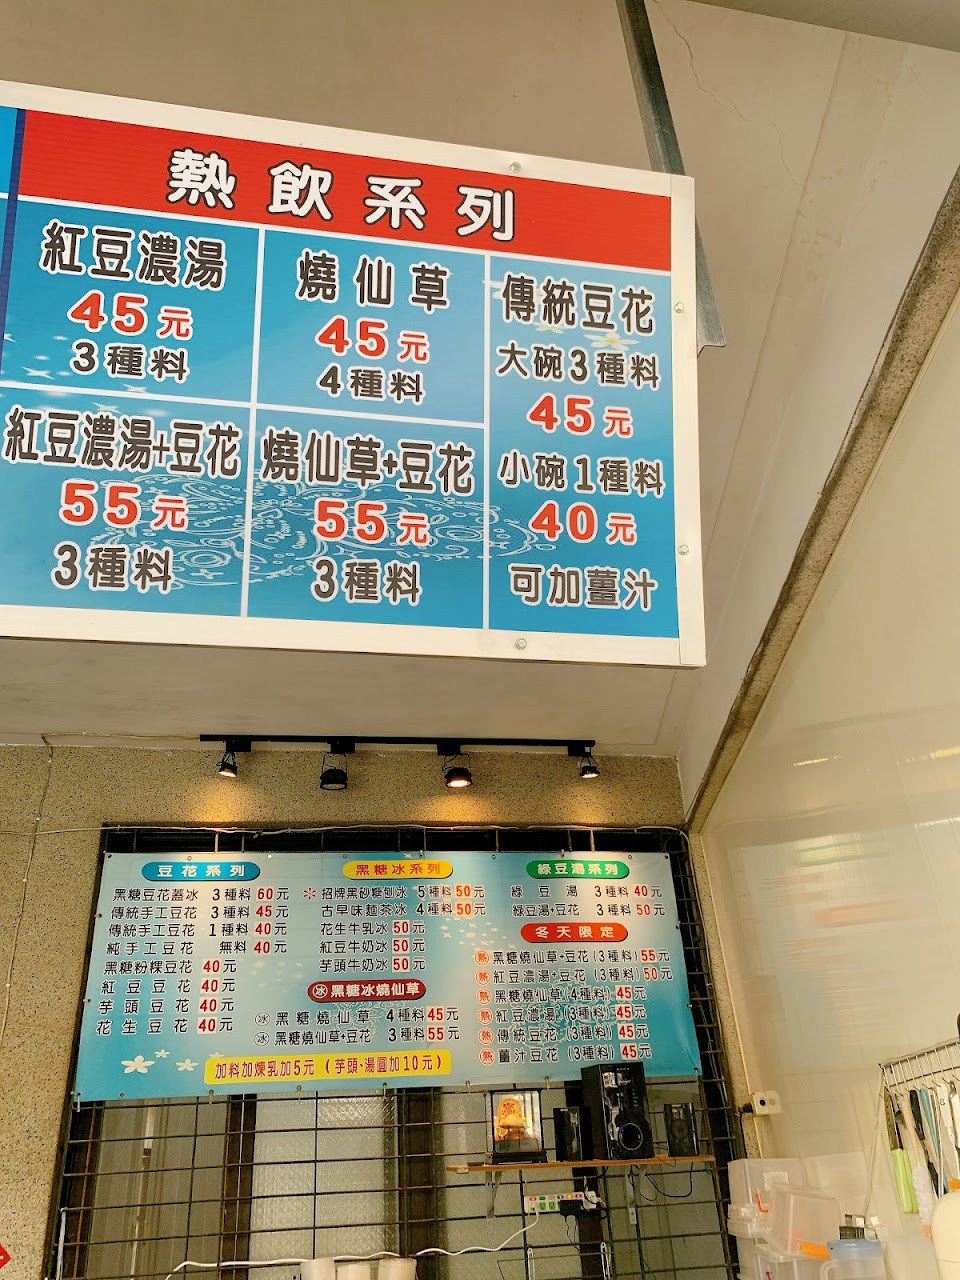 熱飲系列
紅豆濃湯
45元
3種料
燒仙草
45元
4種料
傳統豆花
大碗3種料
45元
小碗1種料
40元
可加薑汁
紅豆濃湯+豆花
55元
3種料
燒仙草+豆花
55元
3種料
豆花系列
黑糖豆花蓋冰 3種料 60元
傳統手工豆花 3種料 45元
傳統手工豆花 1種料 40元
純手工豆花 無料 40元
黑糖粉粿豆花 40元
紅豆豆花 40元
芋頭豆花 40元
花生豆花 40元
黑糖冰系列
招牌黑砂糖刨冰 5種料 50元
古早味麵茶冰 4種料 50元
花生牛乳冰 50元
紅豆牛奶冰 50元
芋頭牛奶冰 50元
冰 黑糖冰燒仙草
冰 黑糖燒仙草 4種料 45元
冰 黑糖燒仙草+豆花 3種料 55元
綠豆湯系列
綠豆湯 3種料 40元
綠豆湯+豆花 3種料 50元
冬天限定
熱 黑糖燒仙草+豆花(3種料) 55元
熱 紅豆濃湯+豆花(3種料) 50元
熱 黑糖燒仙草(4種料) 45元
熱 紅豆濃湯(3種料) 45元
熱 傳統豆花(3種料) 45元
熱 薑汁豆花(3種料) 45元
加料加煉乳加5元(芋頭、湯圓加10元)